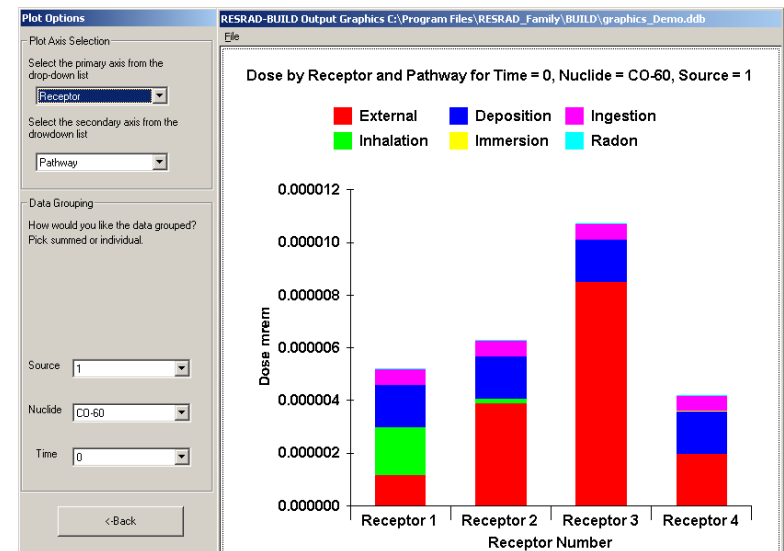 Plot Options
Plot Axis Selection
Select the primary axis from the
drop-down list
Receptor
Select the secondary axis from the
drowdown list
Pathway
Data Grouping
How would you like the data grouped?
Pick summed or individual.
Source
1
Nuclide
CO-60
Time
0
<-Back
RESRAD-BUILD Output Graphics C:\Program Files\RESRAD_Family\BUILD\graphics_Demo.ddb
File
Dose by Receptor and Pathway for Time = 0, Nuclide = CO-60, Source = 1
External
Deposition
Ingestion
Inhalation
Immersion
Radon
0.000012
0.000010
0.000008
0.000006
0.000004
0.000002
0.000000
Dose mrem
Receptor 1
Receptor 2
Receptor 3
Receptor 4
Receptor Number